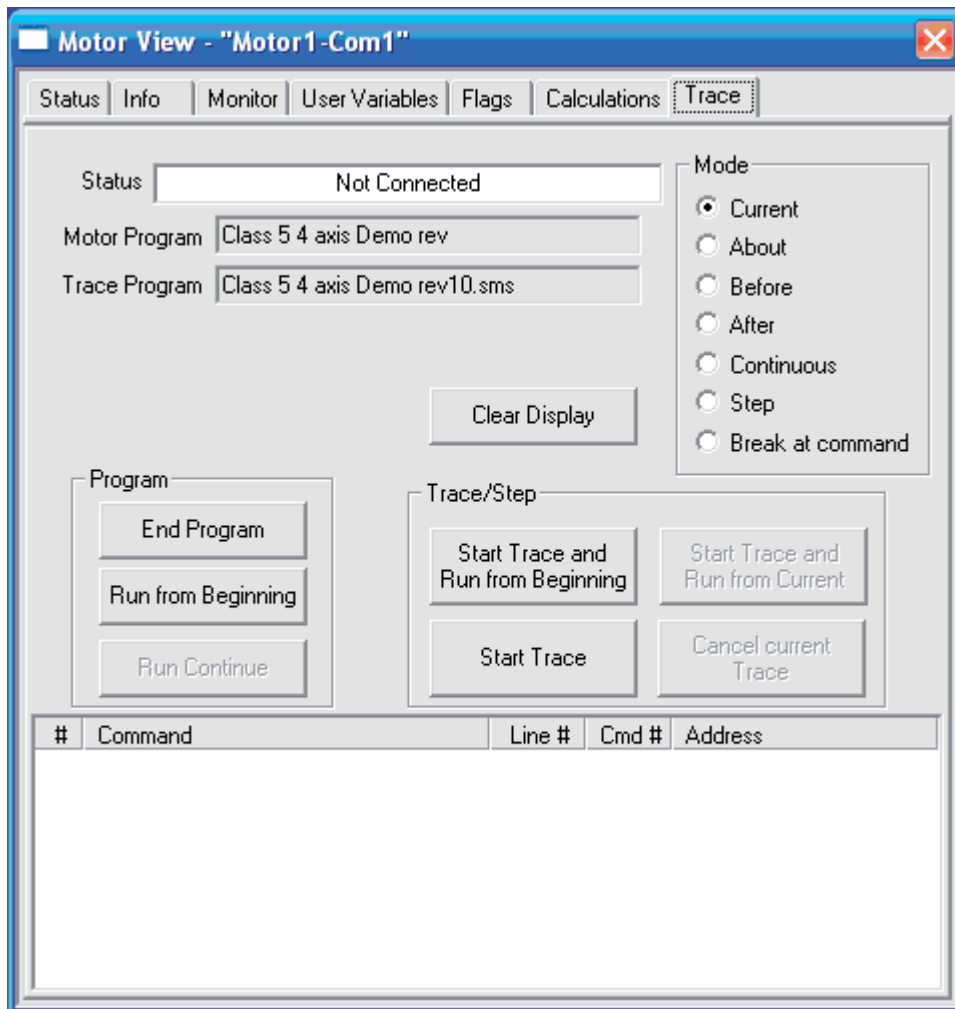 Motor View - "Motor1-Com1"
Status Info Monitor User Variables Flags Calculations Trace
Status Not Connected
Motor Program Class 5 4 axis Demo rev
Trace Program Class 5 4 axis Demo rev10.sms
Mode
Current
About
Before
After
Continuous
Step
Break at command
Clear Display
Program
End Program
Run from Beginning
Run Continue
Trace/Step
Start Trace and
Run from Beginning
Start Trace and
Run from Current
Start Trace
Cancel current
Trace
# Command Line # Cmd # Address